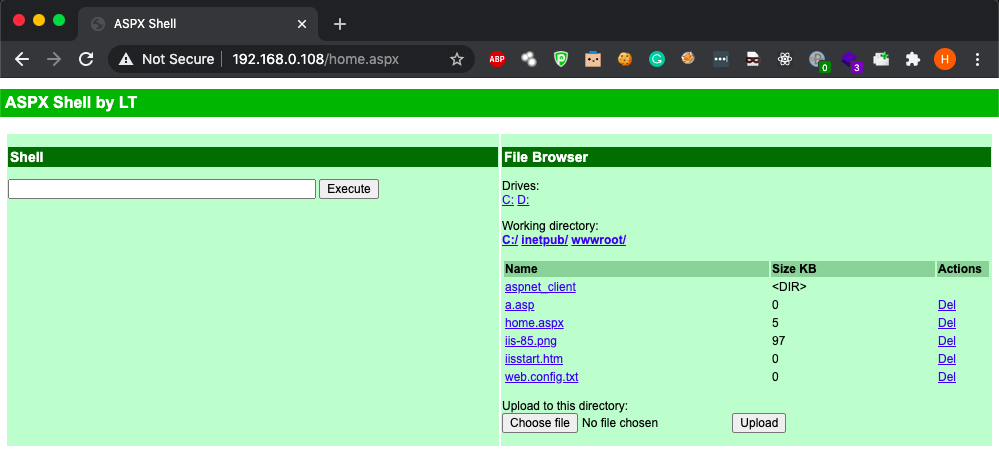 ASPX Shell
Not Secure 192.168.0.108/home.aspx
ABP
0
3
H
ASPX Shell by LT
Shell
Execute
File Browser
Drives:
C: D:
Working directory:
C:/ inetpub/ wwwroot/
Name Size KB Actions
aspnet_client <DIR>
a.asp 0 Del
home.aspx 5 Del
iis-85.png 97 Del
iisstart.htm 0 Del
web.config.txt 0 Del
Upload to this directory:
Choose file No file chosen Upload